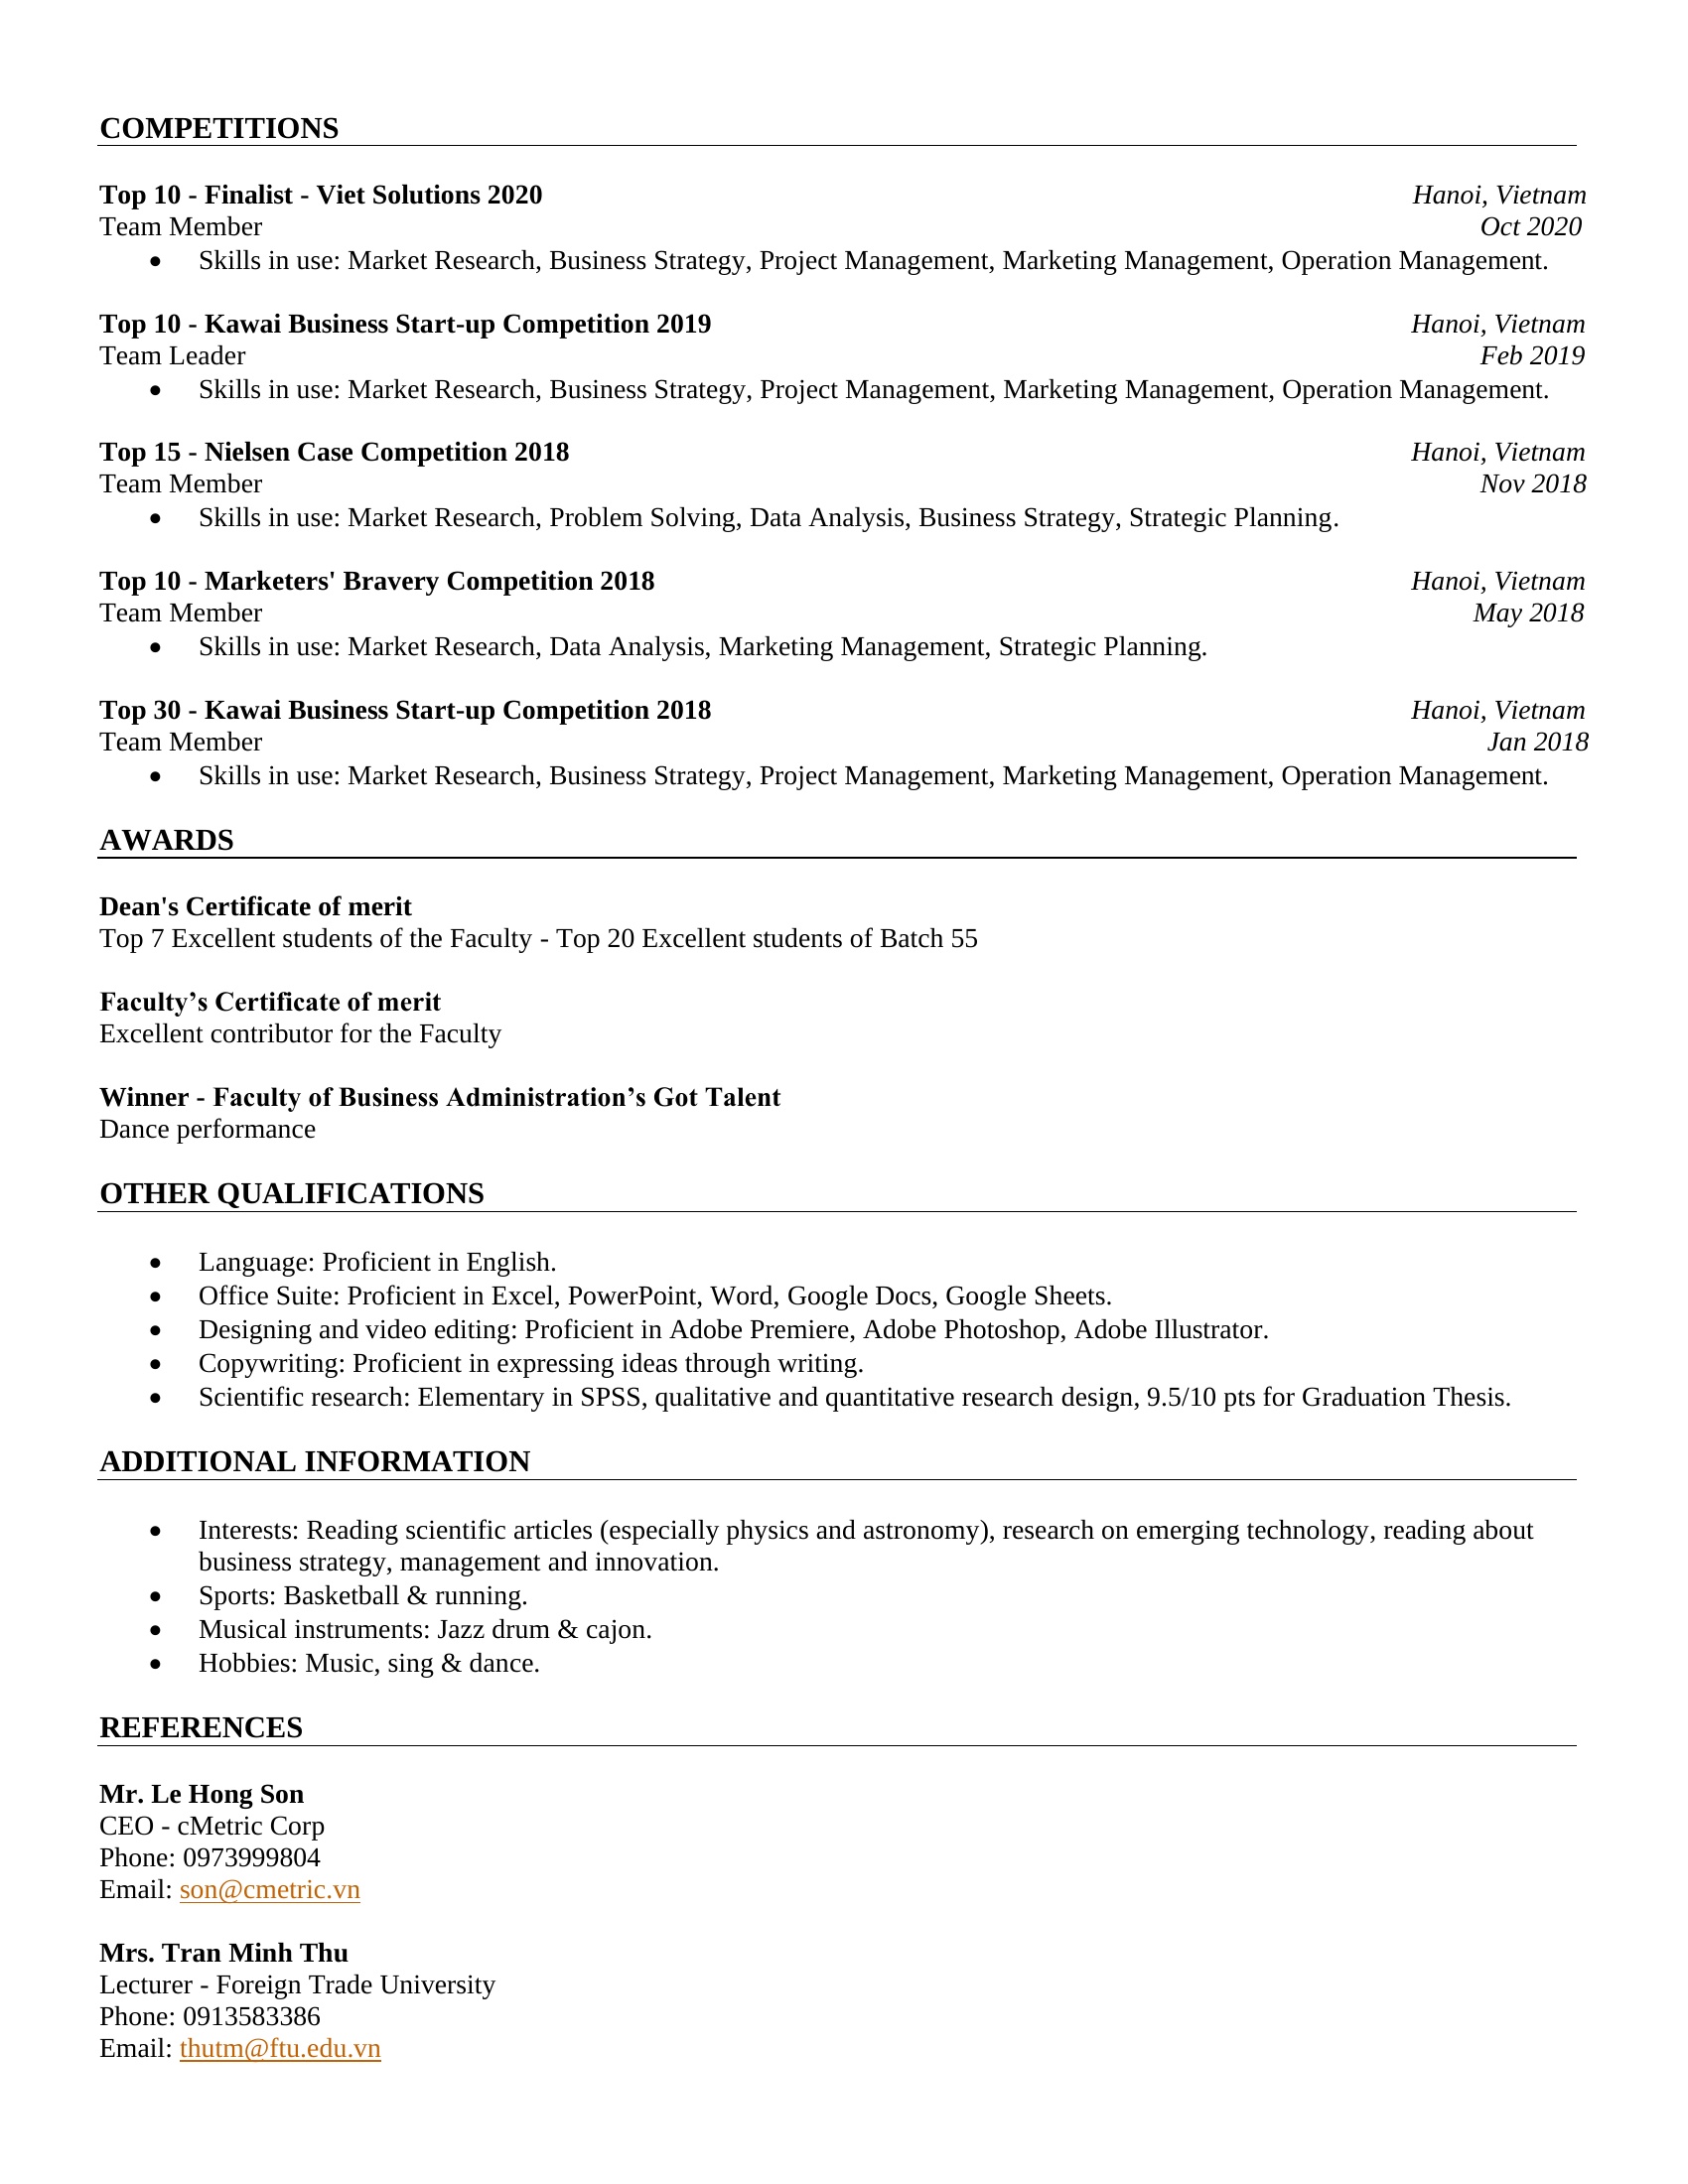 COMPETITIONS
Top 10 - Finalist - Viet Solutions 2020 Hanoi, Vietnam
Team Member Oct 2020
• Skills in use: Market Research, Business Strategy, Project Management, Marketing Management, Operation Management.
Top 10 - Kawai Business Start-up Competition 2019 Hanoi, Vietnam
Team Leader Feb 2019
• Skills in use: Market Research, Business Strategy, Project Management, Marketing Management, Operation Management.
Top 15 - Nielsen Case Competition 2018 Hanoi, Vietnam
Team Member Nov 2018
• Skills in use: Market Research, Problem Solving, Data Analysis, Business Strategy, Strategic Planning.
Top 10 - Marketers' Bravery Competition 2018 Hanoi, Vietnam
Team Member May 2018
• Skills in use: Market Research, Data Analysis, Marketing Management, Strategic Planning.
Top 30 - Kawai Business Start-up Competition 2018 Hanoi, Vietnam
Team Member Jan 2018
• Skills in use: Market Research, Business Strategy, Project Management, Marketing Management, Operation Management.
AWARDS
Dean's Certificate of merit
Top 7 Excellent students of the Faculty - Top 20 Excellent students of Batch 55
Faculty’s Certificate of merit
Excellent contributor for the Faculty
Winner - Faculty of Business Administration’s Got Talent
Dance performance
OTHER QUALIFICATIONS
• Language: Proficient in English.
• Office Suite: Proficient in Excel, PowerPoint, Word, Google Docs, Google Sheets.
• Designing and video editing: Proficient in Adobe Premiere, Adobe Photoshop, Adobe Illustrator.
• Copywriting: Proficient in expressing ideas through writing.
• Scientific research: Elementary in SPSS, qualitative and quantitative research design, 9.5/10 pts for Graduation Thesis.
ADDITIONAL INFORMATION
• Interests: Reading scientific articles (especially physics and astronomy), research on emerging technology, reading about
business strategy, management and innovation.
• Sports: Basketball & running.
• Musical instruments: Jazz drum & cajon.
• Hobbies: Music, sing & dance.
REFERENCES
Mr. Le Hong Son
CEO - cMetric Corp
Phone: 0973999804
Email: son@cmetric.vn
Mrs. Tran Minh Thu
Lecturer - Foreign Trade University
Phone: 0913583386
Email: thutm@ftu.edu.vn